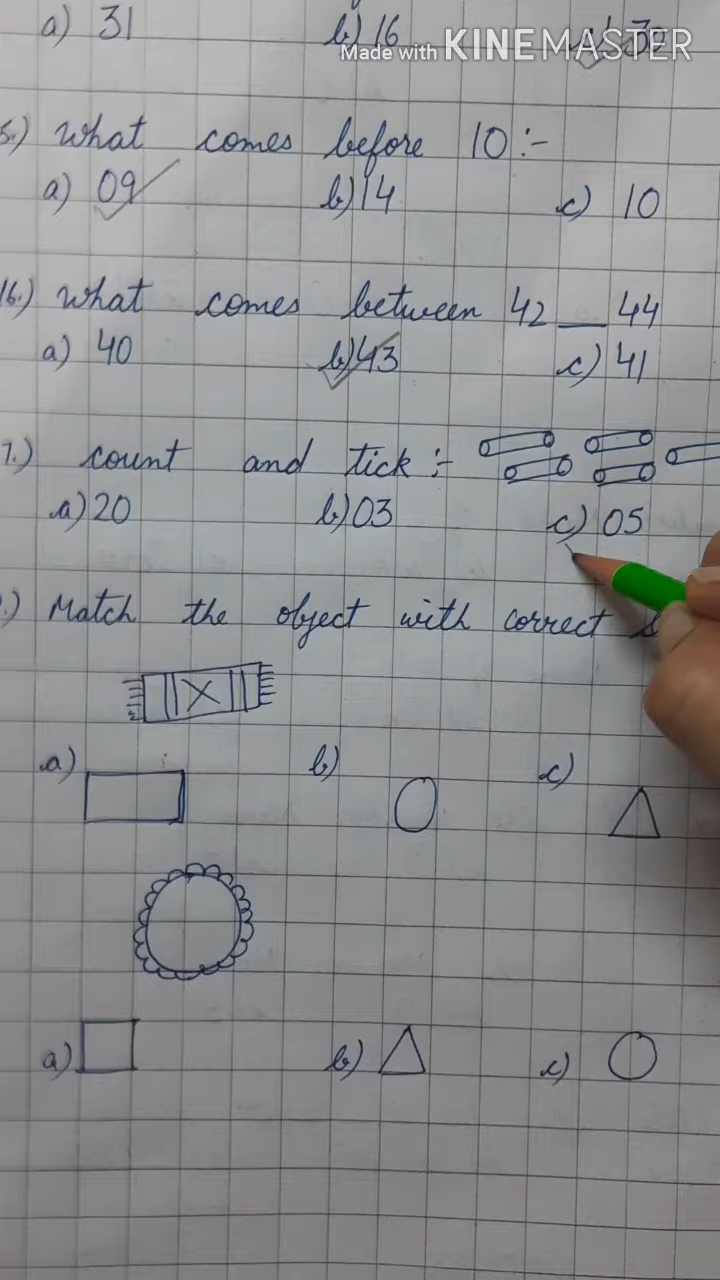 a) 31 b) 16 c) 30
Made with KINEMASTER
5.) What comes before 10:-
a) 09 b) 14 c) 10
16.) What comes between 42 __ 44
a) 40 b) 43 c) 41
7.) count and tick:-
a) 20 b) 03 c) 05
.) Match the object with correct
a) b) c)
a) b) c)